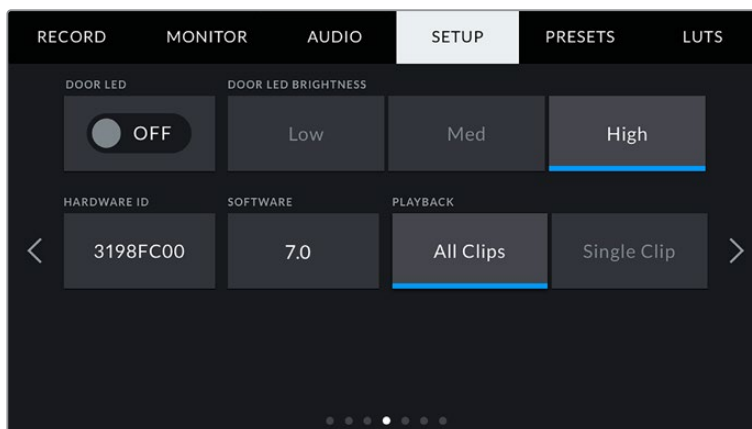 RECORD MONITOR AUDIO SETUP PRESETS LUTS
DOOR LED DOOR LED BRIGHTNESS
OFF Low Med High
HARDWARE ID SOFTWARE PLAYBACK
3198FC00 7.0 All Clips Single Clip